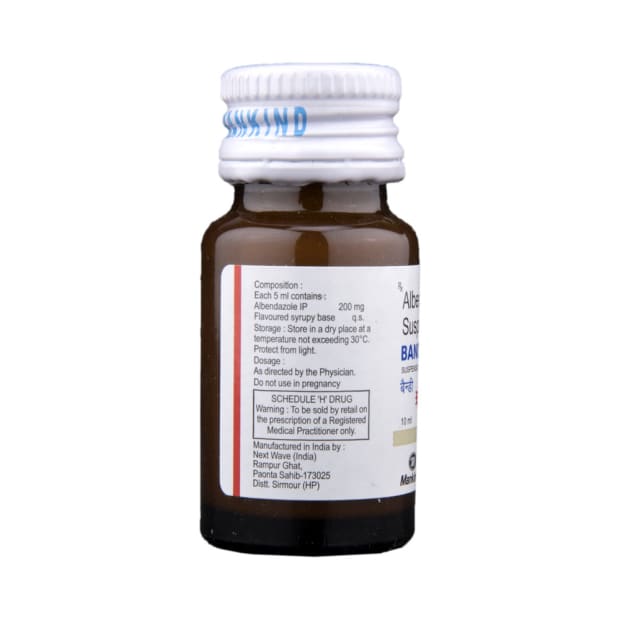 MANKIND
Composition :
Each 5 ml contains :
Albendazole IP 200 mg
Flavoured syrupy base q.s.
Storage : Store in a dry place at a
temperature not exceeding 30°C.
Protect from light.
Dosage :
As directed by the Physician.
Do not use in pregnancy
SCHEDULE 'H' DRUG
Warning : To be sold by retail on
the prescription of a Registered
Medical Practitioner only.
Manufactured in India by :
Next Wave (India)
Rampur Ghat,
Paonta Sahib-173025
Distt. Sirmour (HP)
Rx
Albe
Susp
BAN
SUSPENS
बैन्डी
10 ml
Mankin